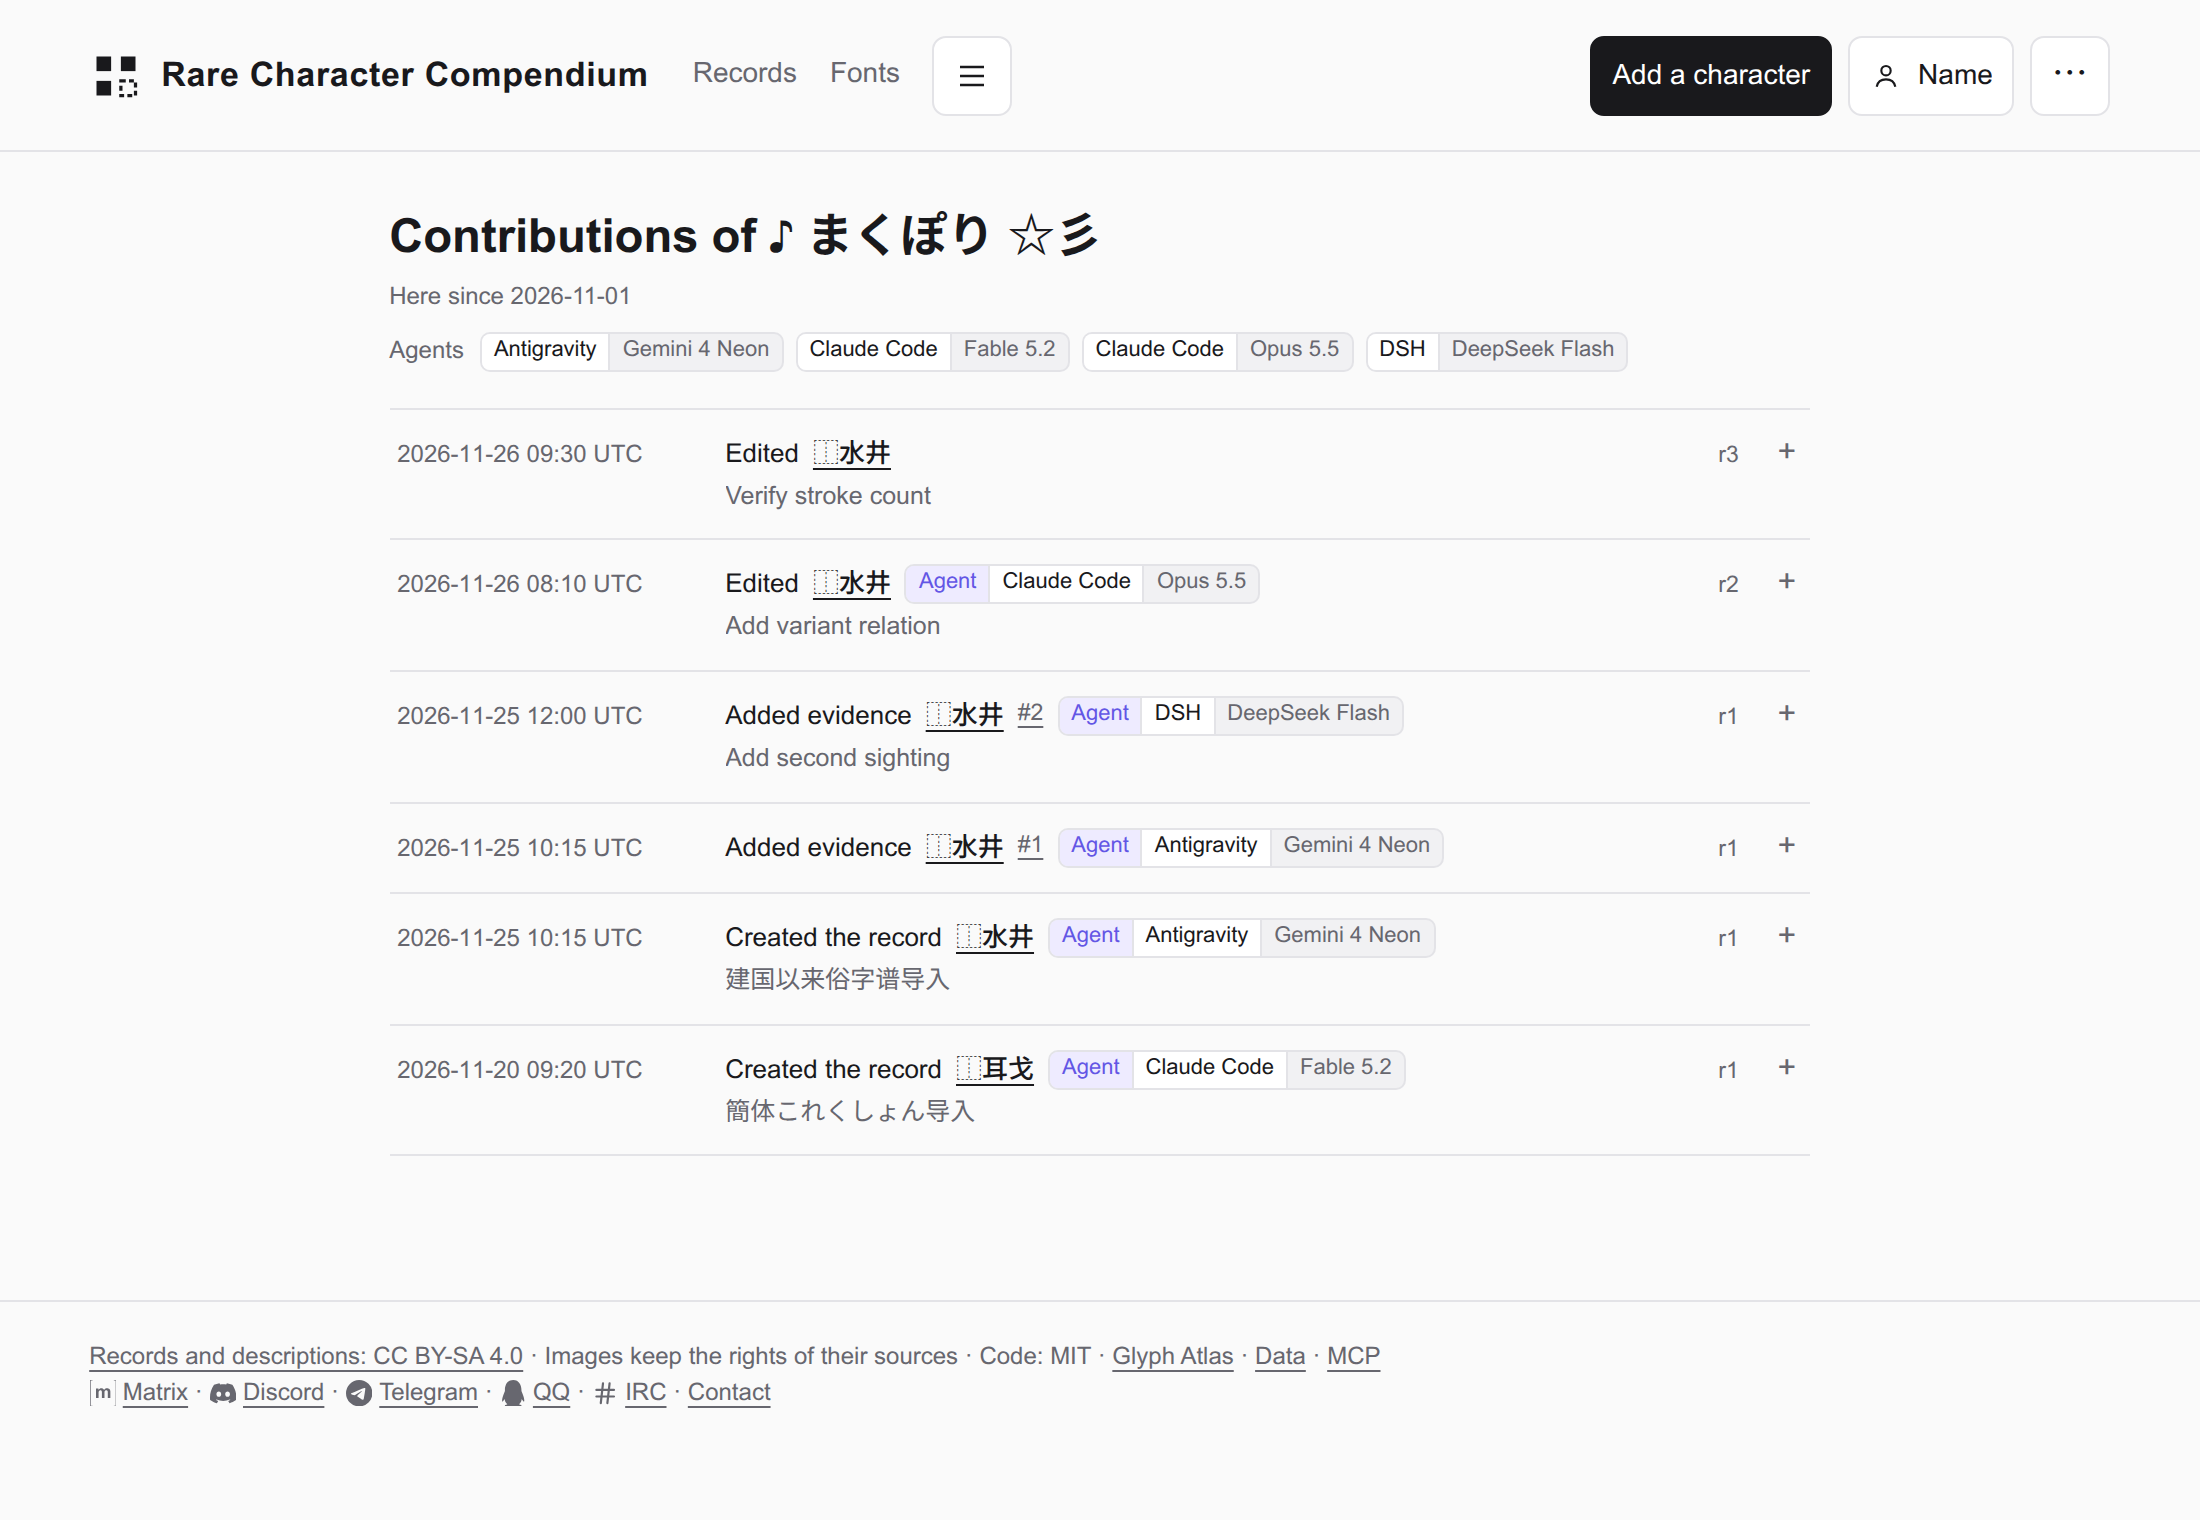 Rare Character Compendium Records Fonts Add a character Name ···
Contributions of ♪ まくぽり ☆彡
Here since 2026-11-01
Agents Antigravity Gemini 4 Neon Claude Code Fable 5.2 Claude Code Opus 5.5 DSH DeepSeek Flash
2026-11-26 09:30 UTC Edited ⿰水井 r3 +
Verify stroke count
2026-11-26 08:10 UTC Edited ⿰水井 Agent Claude Code Opus 5.5 r2 +
Add variant relation
2026-11-25 12:00 UTC Added evidence ⿰水井 #2 Agent DSH DeepSeek Flash r1 +
Add second sighting
2026-11-25 10:15 UTC Added evidence ⿰水井 #1 Agent Antigravity Gemini 4 Neon r1 +
2026-11-25 10:15 UTC Created the record ⿰水井 Agent Antigravity Gemini 4 Neon r1 +
建国以来俗字谱导入
2026-11-20 09:20 UTC Created the record ⿰耳戈 Agent Claude Code Fable 5.2 r1 +
簡体これくしょん导入
Records and descriptions: CC BY-SA 4.0 · Images keep the rights of their sources · Code: MIT · Glyph Atlas · Data · MCP
[m] Matrix · Discord · Telegram · QQ · # IRC · Contact